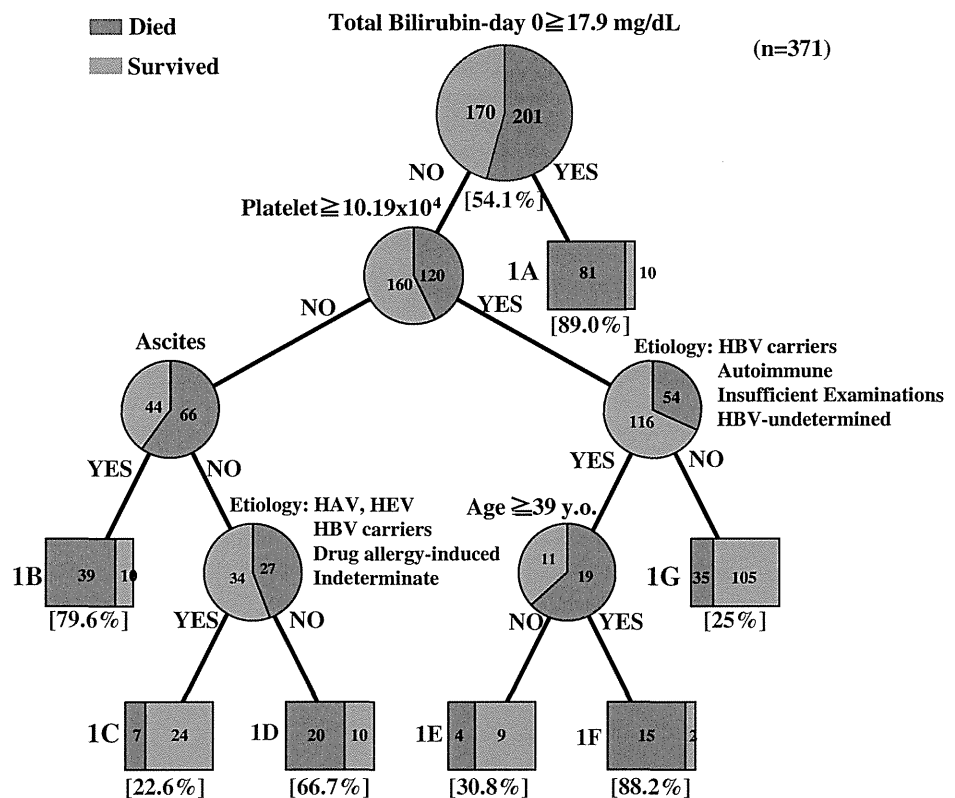 Died
Survived
Total Bilirubin-day 0≧17.9 mg/dL
(n=371)
170
201
NO
YES
[54.1%]
Platelet≧10.19x10⁴
160
120
1A
81
10
[89.0%]
NO
YES
Ascites
44
66
Etiology: HBV carriers
Autoimmune
Insufficient Examinations
HBV-undetermined
54
116
YES
NO
YES
NO
1B
39
10
[79.6%]
Etiology: HAV, HEV
HBV carriers
Drug allergy-induced
Indeterminate
34
27
Age ≧39 y.o.
11
19
1G
35
105
[25%]
YES
NO
NO
YES
1C
7
24
[22.6%]
1D
20
10
[66.7%]
1E
4
9
[30.8%]
1F
15
2
[88.2%]